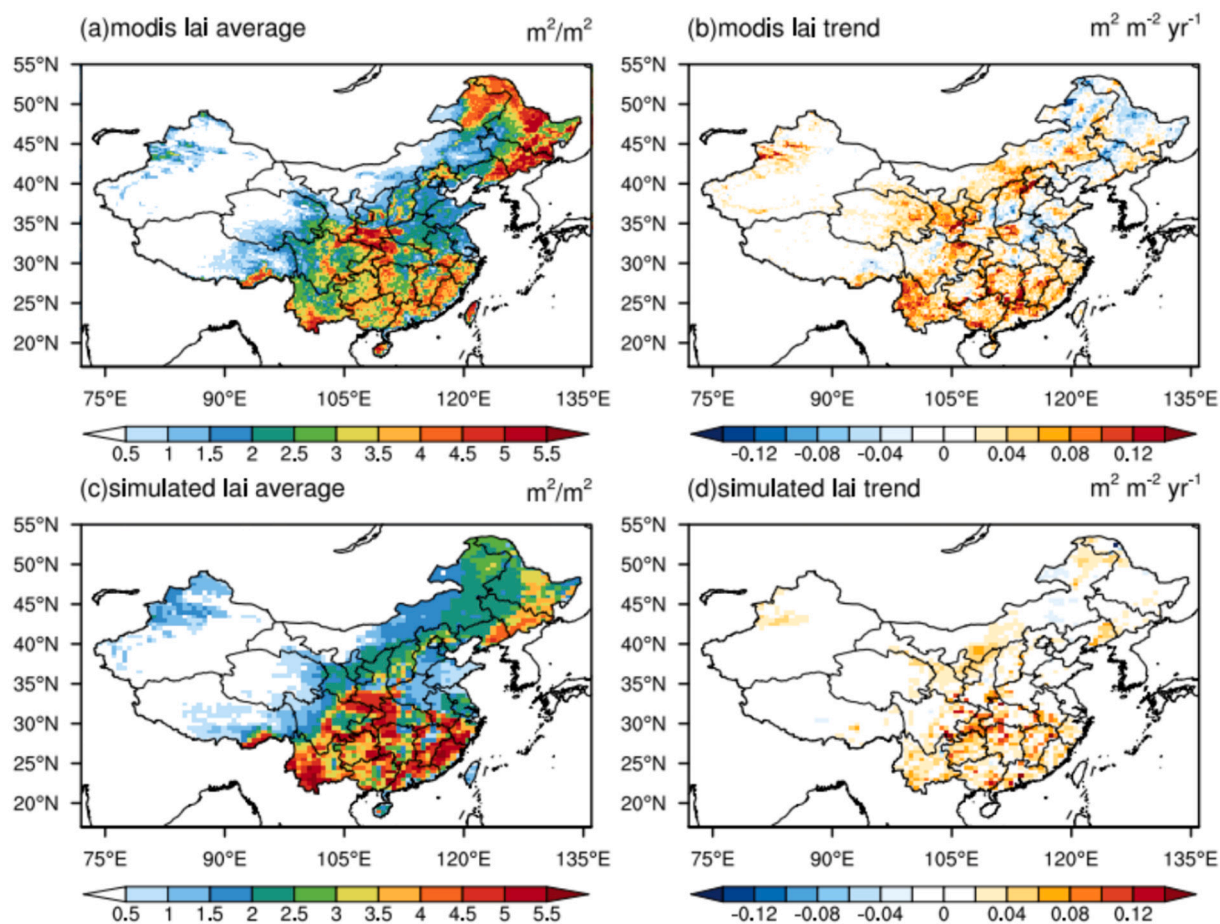 (a)modis lai average m²/m²
(b)modis lai trend m² m⁻² yr⁻¹
55°N
50°N
45°N
40°N
35°N
30°N
25°N
20°N
75°E 90°E 105°E 120°E 135°E
0.5 1 1.5 2 2.5 3 3.5 4 4.5 5 5.5
55°N
50°N
45°N
40°N
35°N
30°N
25°N
20°N
75°E 90°E 105°E 120°E 135°E
-0.12 -0.08 -0.04 0 0.04 0.08 0.12
(c)simulated lai average m²/m²
(d)simulated lai trend m² m⁻² yr⁻¹
55°N
50°N
45°N
40°N
35°N
30°N
25°N
20°N
75°E 90°E 105°E 120°E 135°E
0.5 1 1.5 2 2.5 3 3.5 4 4.5 5 5.5
55°N
50°N
45°N
40°N
35°N
30°N
25°N
20°N
75°E 90°E 105°E 120°E 135°E
-0.12 -0.08 -0.04 0 0.04 0.08 0.12